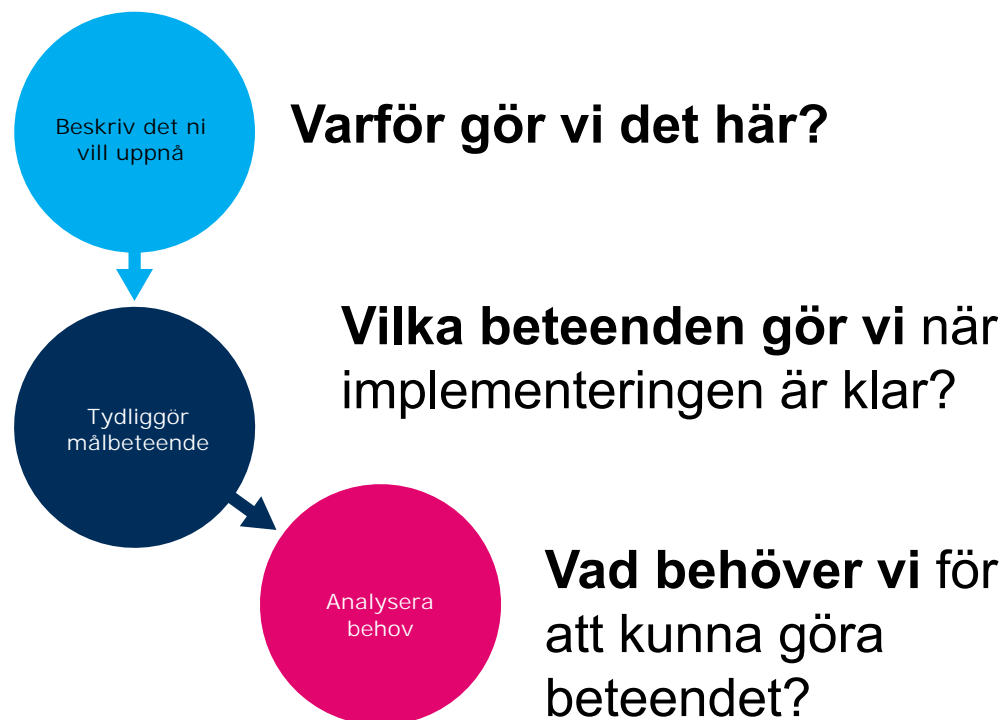 Beskriv det ni
vill uppnå
Varför gör vi det här?
Tydliggör
målbeteende
Vilka beteenden gör vi när
implementeringen är klar?
Analysera
behov
Vad behöver vi för
att kunna göra
beteendet?